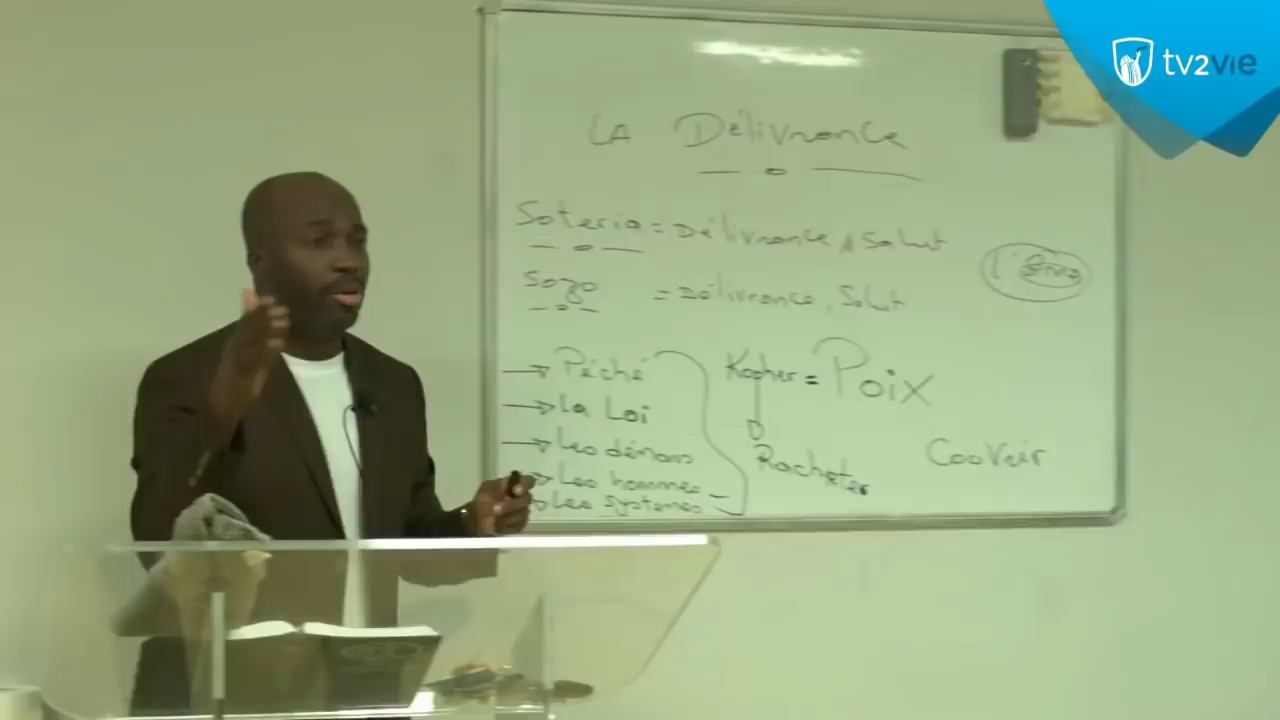 tv2vie
LA Délivrance
Soteria = Délivrance, Salut
Sozo = Délivrance, Salut
l'âme
→ Péché
→ La Loi
→ Les démons
→ Les hommes
→ Les systèmes
Kopher = Poix
Racheter
Couvrir